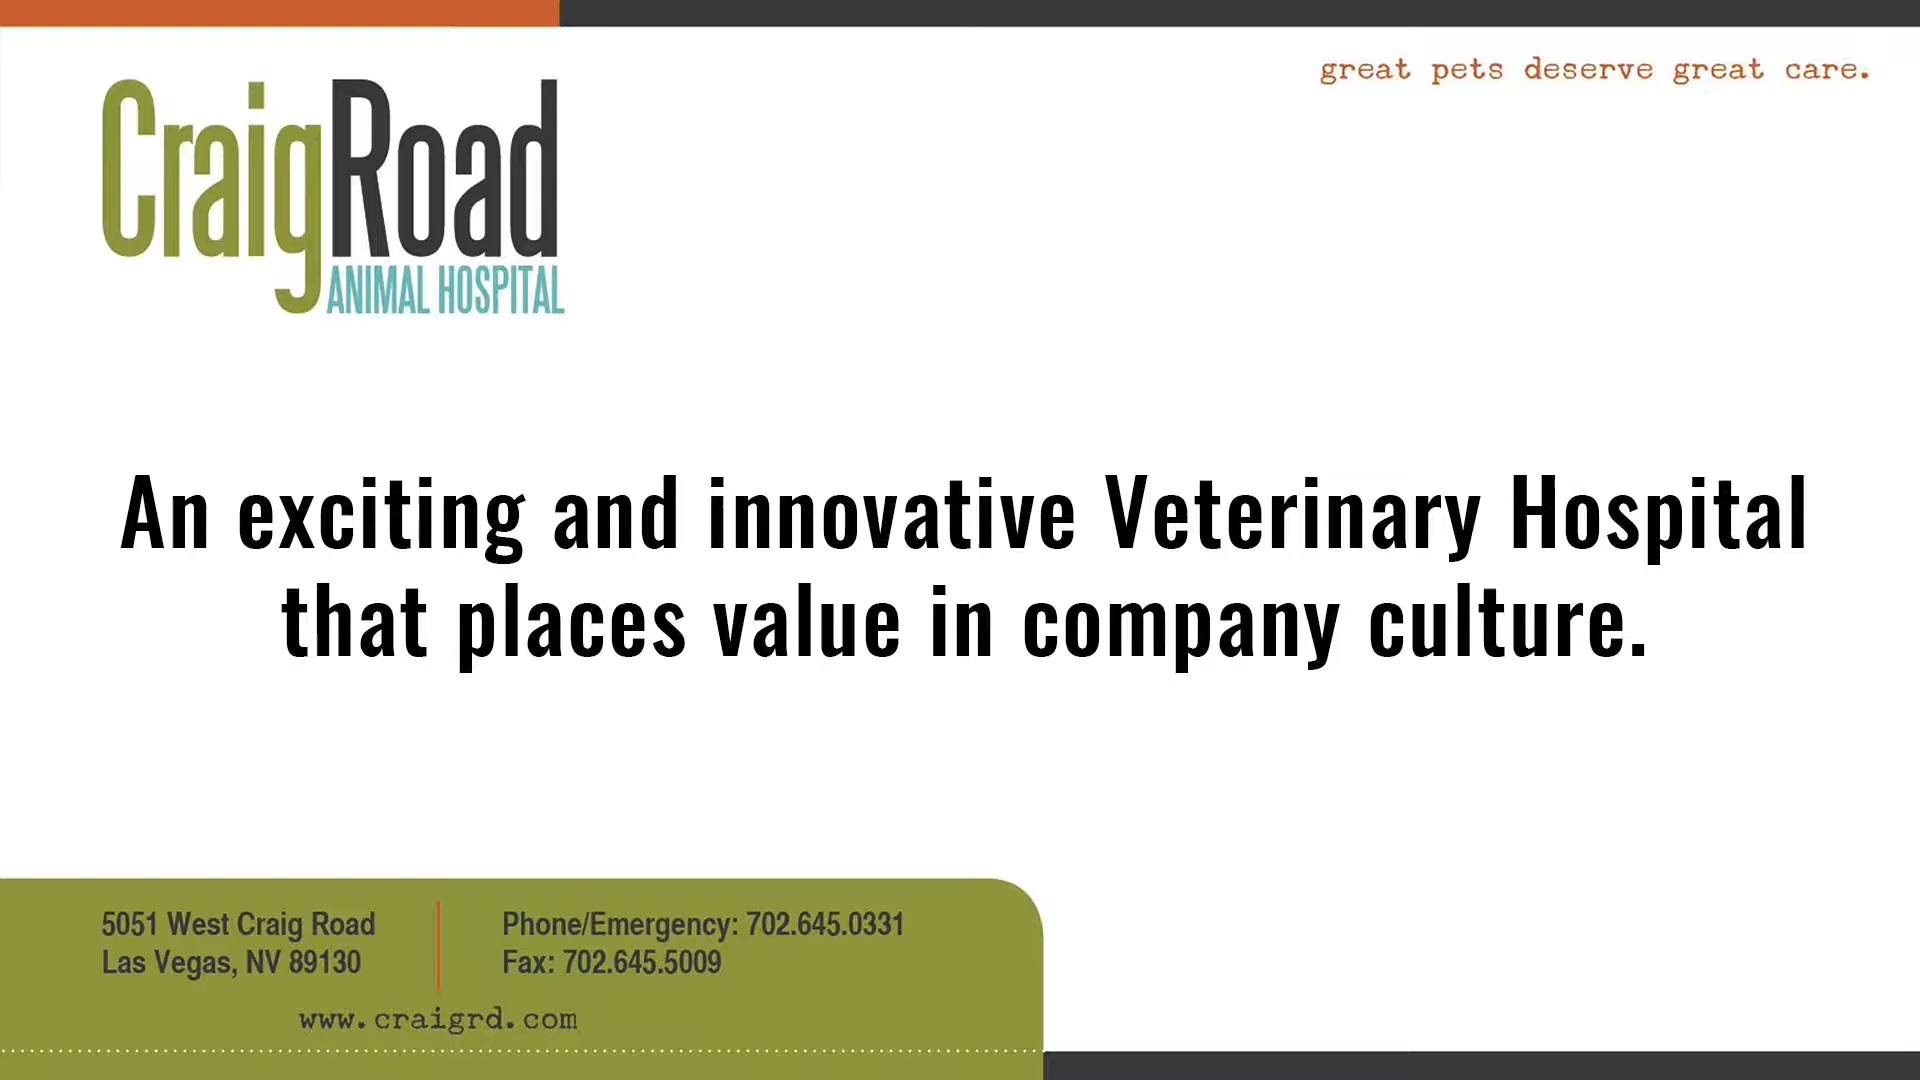 great pets deserve great care.
CraigRoad
ANIMAL HOSPITAL
An exciting and innovative Veterinary Hospital
that places value in company culture.
5051 West Craig Road
Las Vegas, NV 89130
Phone/Emergency: 702.645.0331
Fax: 702.645.5009
www.craigrd.com